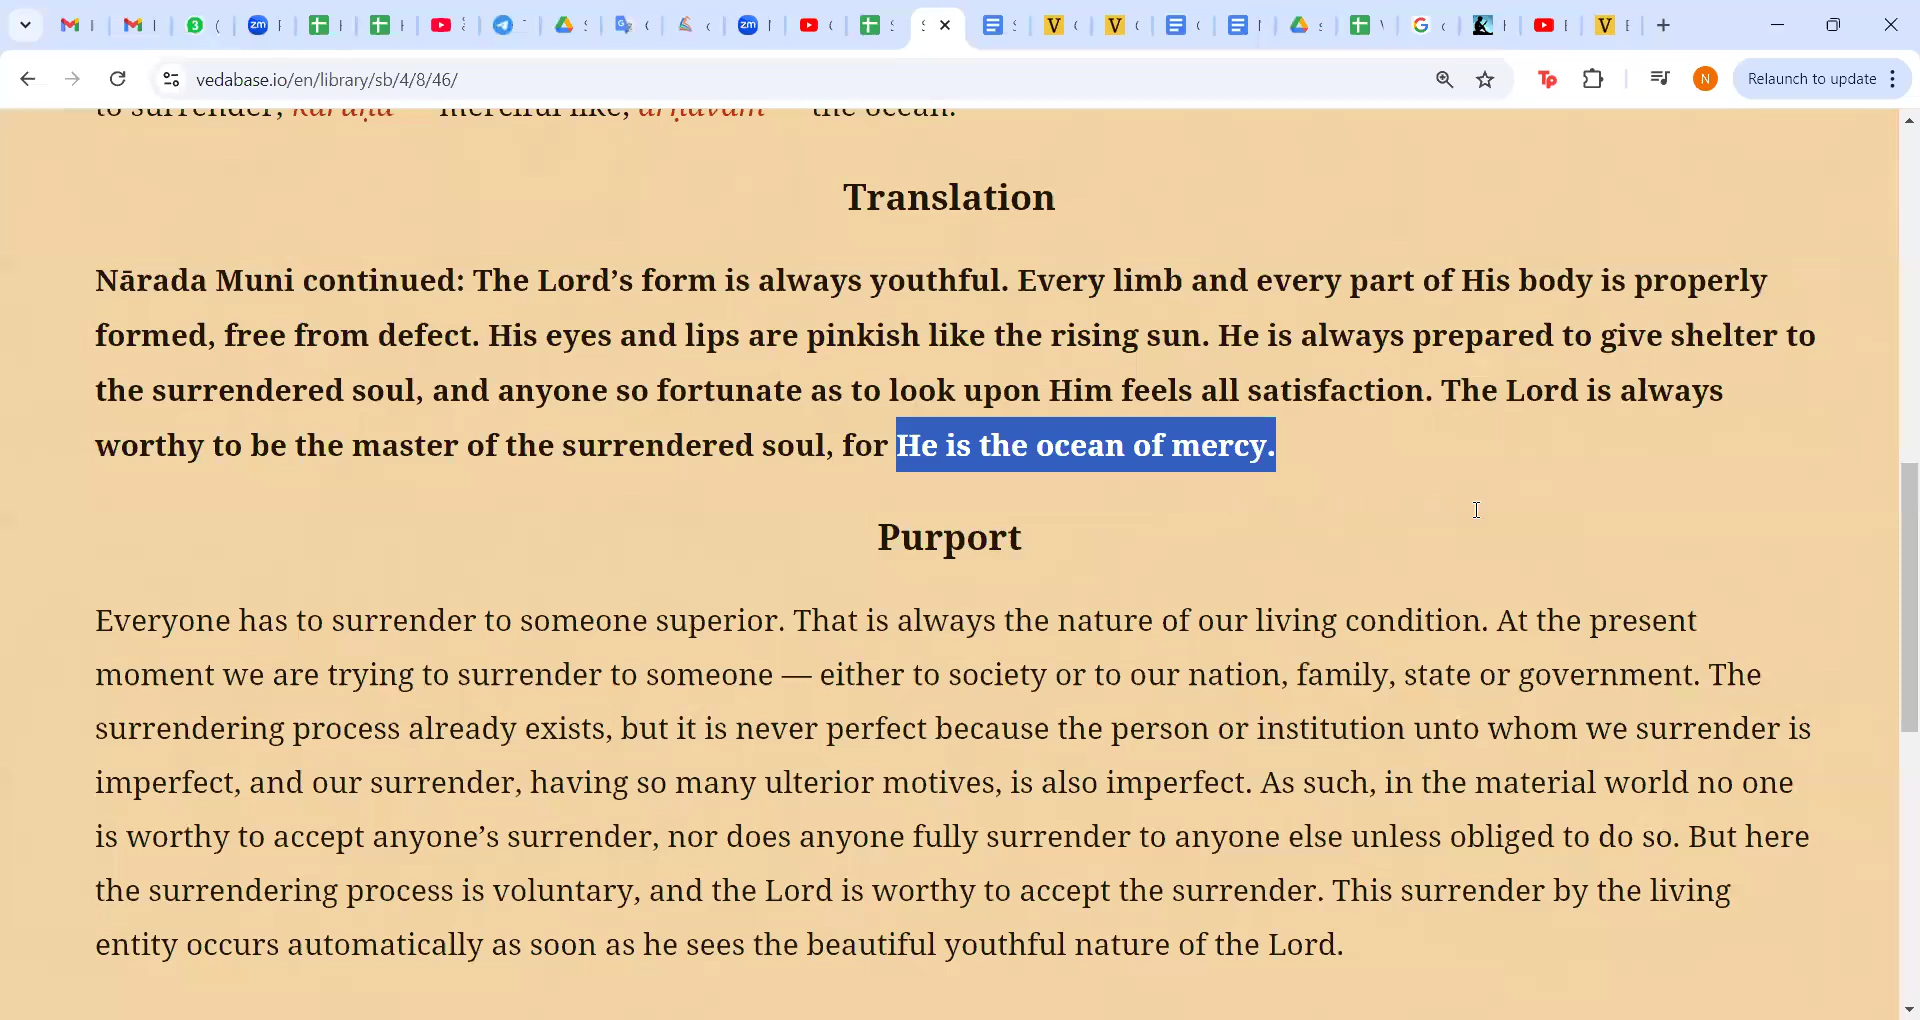 vedabase.io/en/library/sb/4/8/46/
Relaunch to update
to surrender; karuṇā — merciful like; arṇavam — the ocean.
Translation
Nārada Muni continued: The Lord’s form is always youthful. Every limb and every part of His body is properly
formed, free from defect. His eyes and lips are pinkish like the rising sun. He is always prepared to give shelter to
the surrendered soul, and anyone so fortunate as to look upon Him feels all satisfaction. The Lord is always
worthy to be the master of the surrendered soul, for He is the ocean of mercy.
Purport
Everyone has to surrender to someone superior. That is always the nature of our living condition. At the present
moment we are trying to surrender to someone — either to society or to our nation, family, state or government. The
surrendering process already exists, but it is never perfect because the person or institution unto whom we surrender is
imperfect, and our surrender, having so many ulterior motives, is also imperfect. As such, in the material world no one
is worthy to accept anyone’s surrender, nor does anyone fully surrender to anyone else unless obliged to do so. But here
the surrendering process is voluntary, and the Lord is worthy to accept the surrender. This surrender by the living
entity occurs automatically as soon as he sees the beautiful youthful nature of the Lord.